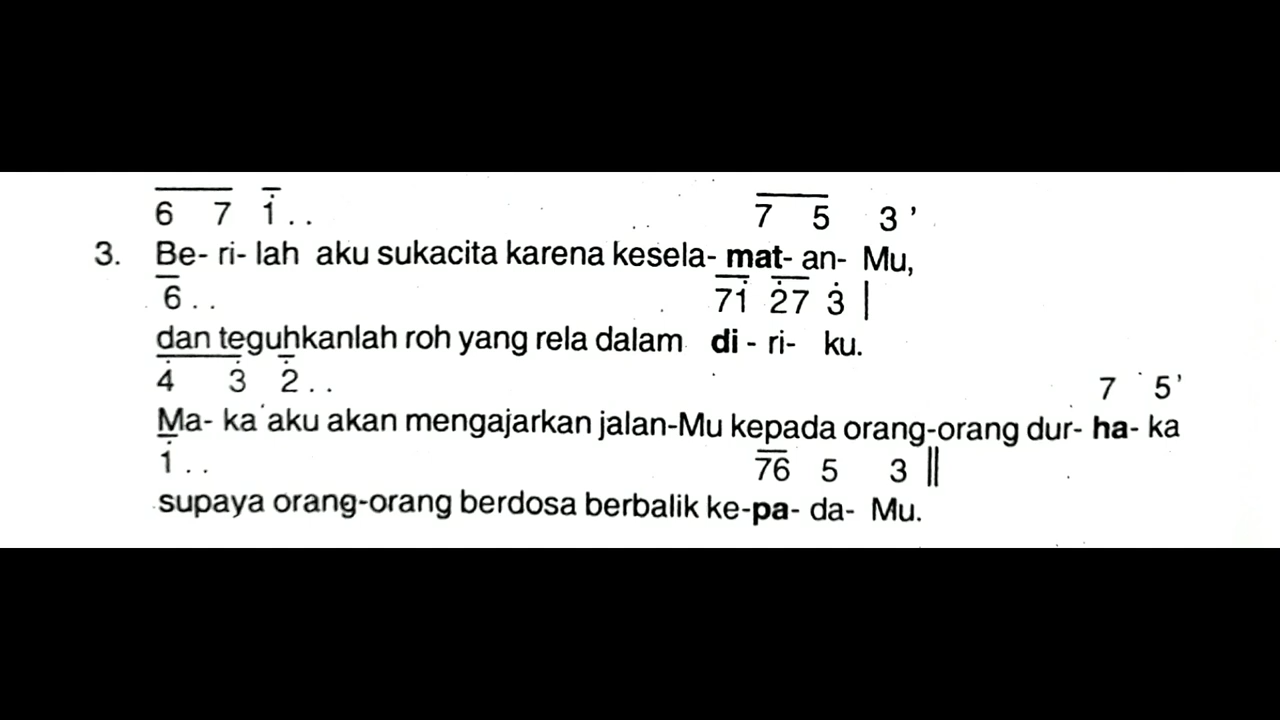 6 7 i̇ . . 7 5 3 ’
3. Be- ri- lah aku sukacita karena kesela- mat- an- Mu,
6 . . 71̇ 2̇7 3̇ |
dan teguhkanlah roh yang rela dalam di - ri- ku.
4̇ 3̇ 2̇ . . 7 5’
Ma- ka aku akan mengajarkan jalan-Mu kepada orang-orang dur- ha- ka
1̇ . . 76 5 3 ||
supaya orang-orang berdosa berbalik ke-pa- da- Mu.